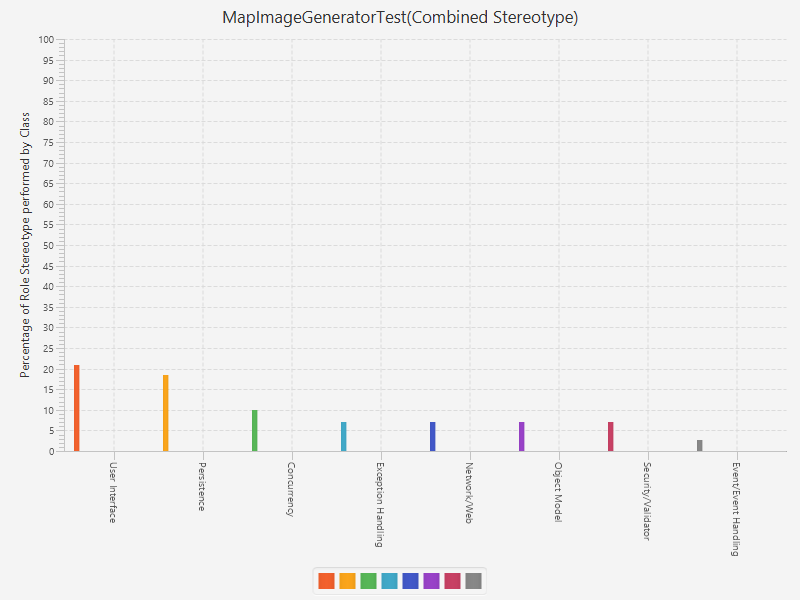 MapImageGeneratorTest(Combined Stereotype)
Percentage of Role Stereotype performed by Class
100
95
90
85
80
75
70
65
60
55
50
45
40
35
30
25
20
15
10
5
0
User Interface
Persistence
Concurrency
Exception Handling
Network/Web
Object Model
Security/Validator
Event/Event Handling